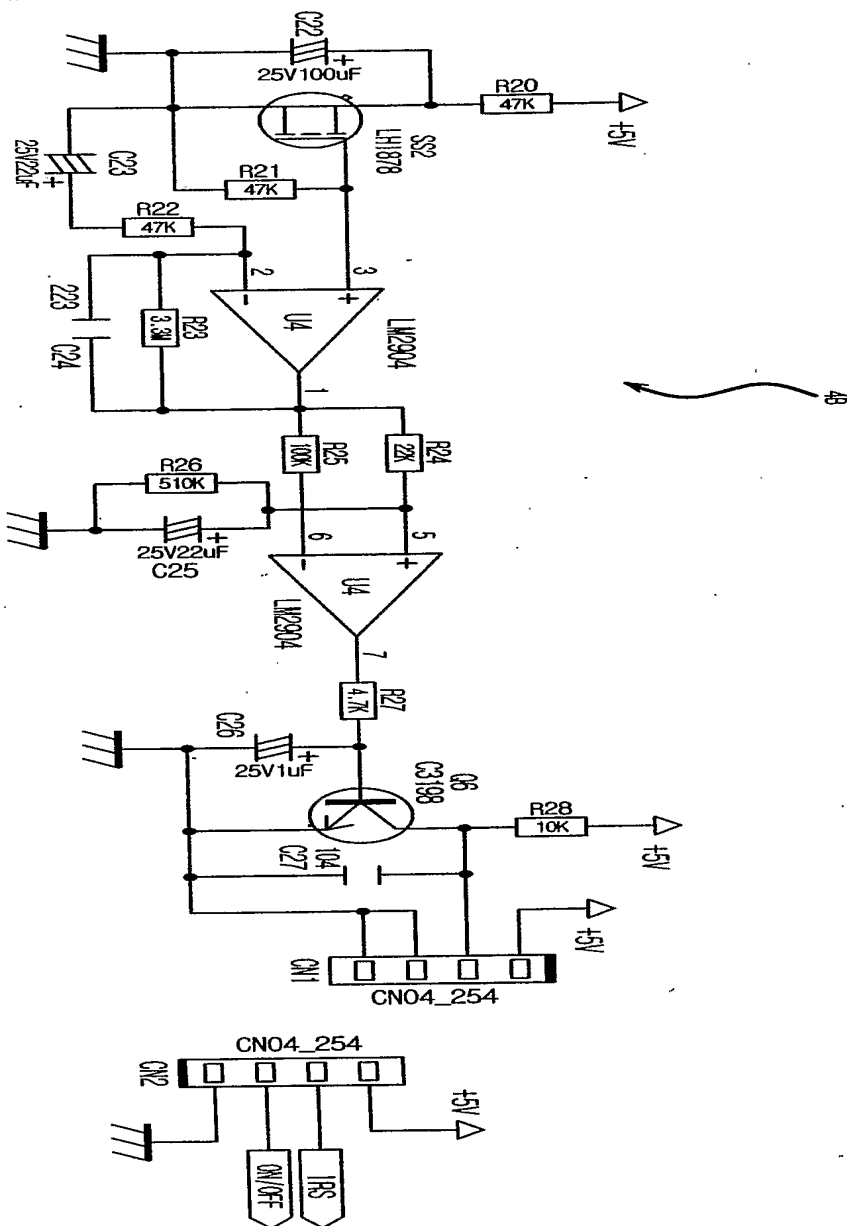 C22
25V100uF
R20
47K
+5V
SS2
LHI878
C23
25V22uF
R21
47K
R22
47K
2
3
U4
LM2904
223
C24
R23
3.3M
1
4B
R25
100K
R24
22K
R26
510K
25V22uF
C25
6
5
U4
LM2904
7
R27
4.7K
C26
25V1uF
Q6
C3198
R28
10K
+5V
104
C27
+5V
CN1
CN04_254
CN04_254
CN2
+5V
ON/OFF
IRS